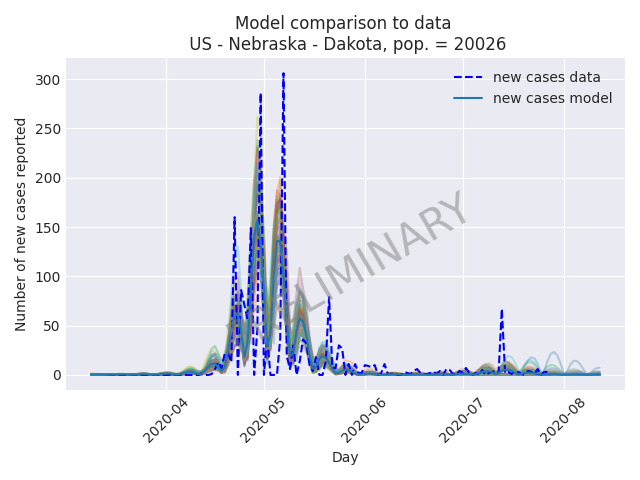 Model comparison to data
US - Nebraska - Dakota, pop. = 20026
new cases data
new cases model
Number of new cases reported
300
250
200
150
100
50
0
PRELIMINARY
2020-04
2020-05
2020-06
2020-07
2020-08
Day